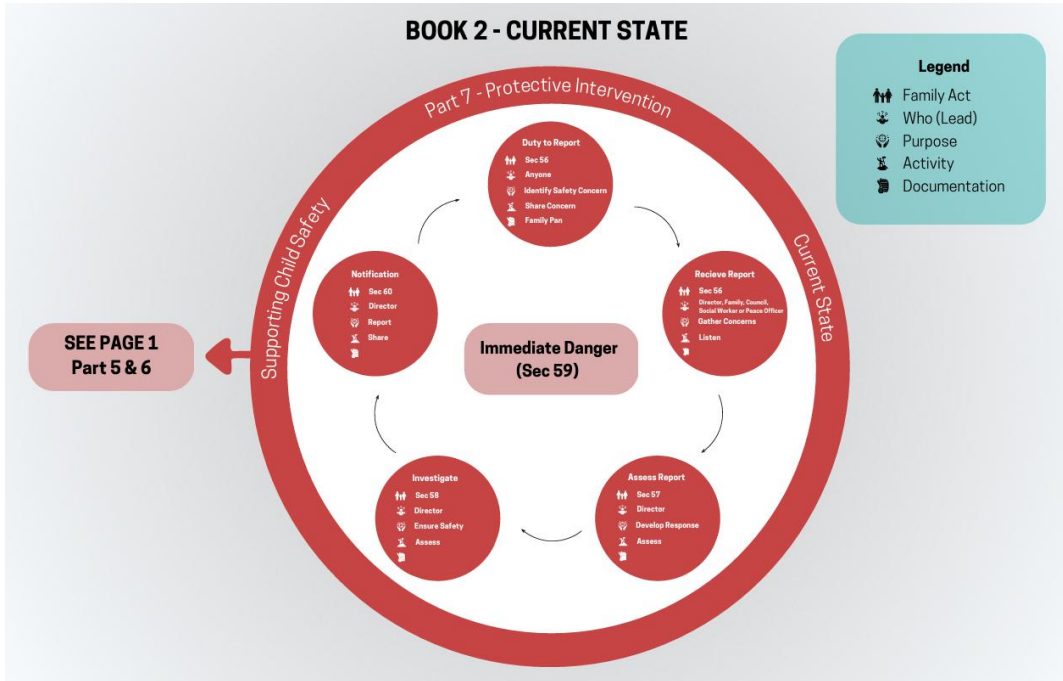 BOOK 2 - CURRENT STATE
Legend
Family Act
Who (Lead)
Purpose
Activity
Documentation
Part 7 - Protective Intervention
Supporting Child Safety
Current State
Duty to Report
Sec 56
Anyone
Identify Safety Concern
Share Concern
Family Pan
Recieve Report
Sec 56
Director, Family, Council,
Social Worker or Peace Officer
Gather Concerns
Listen
Assess Report
Sec 57
Director
Develop Response
Assess
Investigate
Sec 58
Director
Ensure Safety
Assess
Notification
Sec 60
Director
Report
Share
Immediate Danger
(Sec 59)
SEE PAGE 1
Part 5 & 6